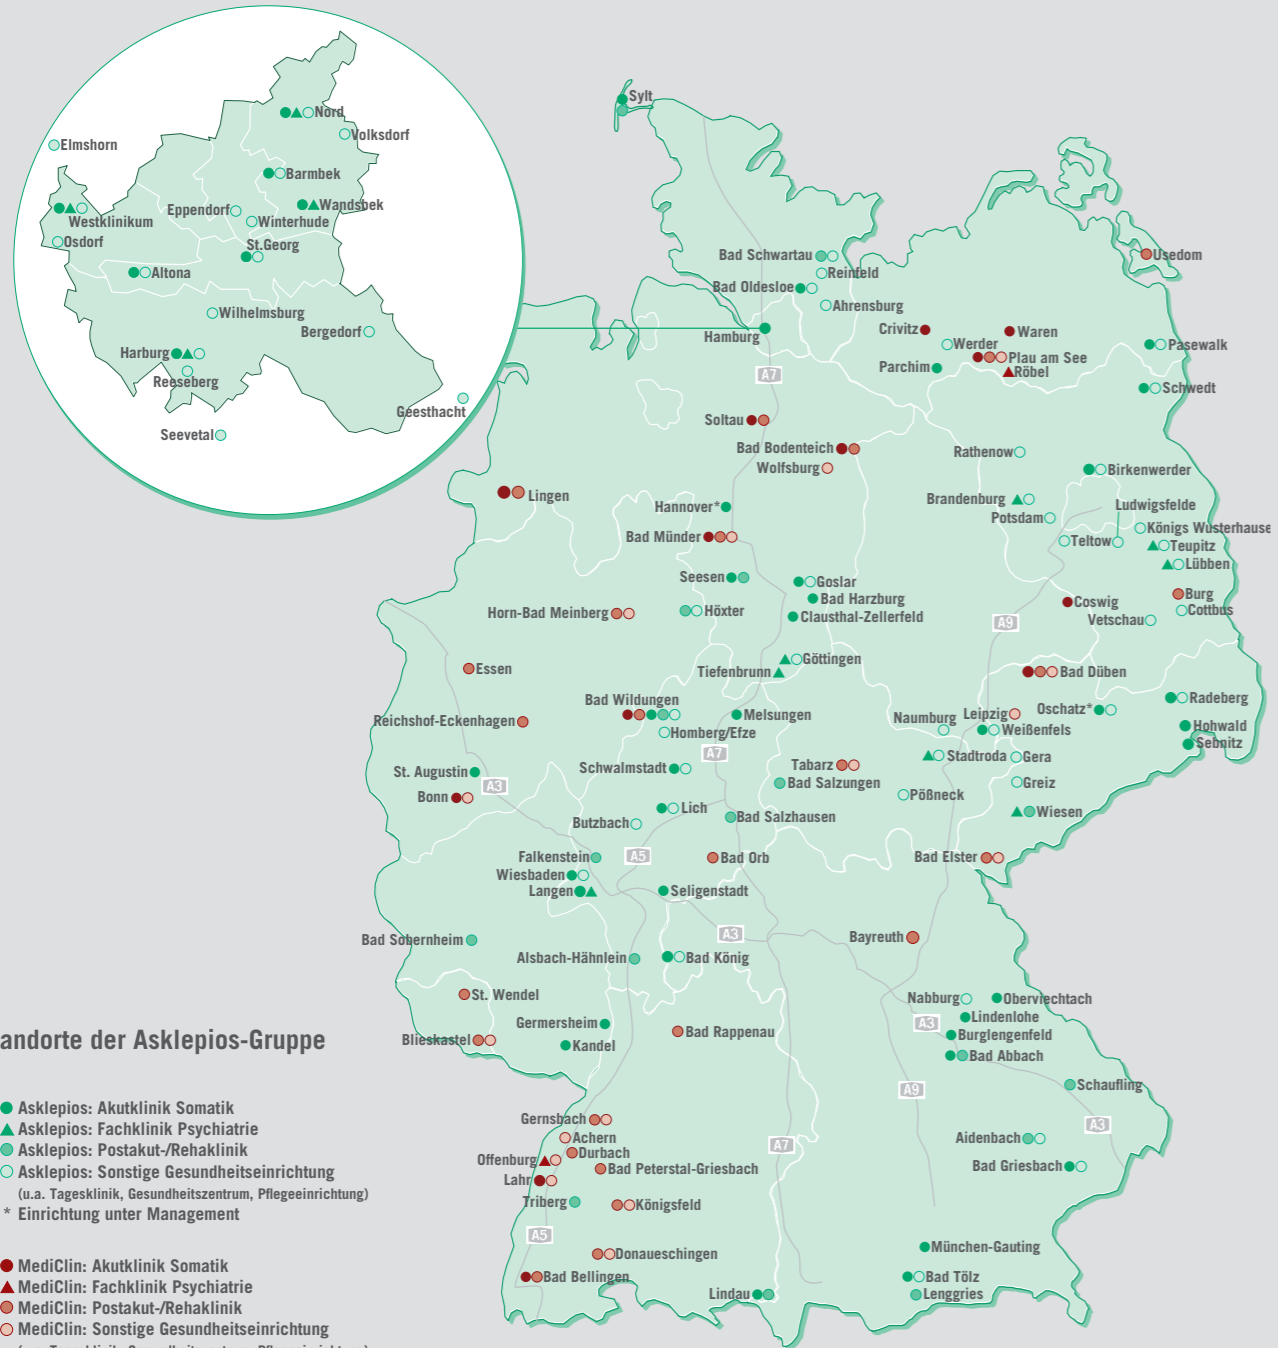 Nord
Volksdorf
Elmshorn
Barmbek
Wandsbek
Westklinikum
Eppendorf
Winterhude
Osdorf
St.Georg
Altona
Wilhelmsburg
Bergedorf
Harburg
Reeseberg
Geesthacht
Seevetal
Sylt
Bad Schwartau
Reinfeld
Bad Oldesloe
Ahrensburg
Usedom
Hamburg
Crivitz
Waren
Werder
Plau am See
Pasewalk
Parchim
Röbel
A7
Schwedt
Soltau
Bad Bodenteich
Wolfsburg
Rathenow
Birkenwerder
Lingen
Hannover*
Brandenburg
Ludwigsfelde
Potsdam
Königs Wusterhause
Bad Münder
Teltow
Teupitz
Lübben
Seesen
Goslar
Bad Harzburg
Burg
Coswig
Cottbus
Horn-Bad Meinberg
Höxter
Clausthal-Zellerfeld
A9
Vetschau
Göttingen
Tiefenbrunn
Essen
Bad Düben
Bad Wildungen
Radeberg
Oschatz*
Reichshof-Eckenhagen
Melsungen
Naumburg
Leipzig
Homberg/Efze
Weißenfels
Hohwald
Sebnitz
A7
Stadtroda
Gera
Schwalmstadt
Tabarz
St. Augustin
A3
Bad Salzungen
Greiz
Bonn
Pößneck
Lich
Wiesen
Butzbach
Bad Salzhausen
Falkenstein
A5
Bad Orb
Bad Elster
Wiesbaden
Langen
Seligenstadt
A3
Bayreuth
Bad Sobernheim
Alsbach-Hähnlein
Bad König
St. Wendel
Nabburg
Oberviechtach
Lindenlohe
Germersheim
A3
Bad Rappenau
Burglengenfeld
Blieskastel
Kandel
Bad Abbach
Schaufling
A9
Gernsbach
A3
Achern
Aidenbach
Durbach
A7
Offenburg
Bad Peterstal-Griesbach
Bad Griesbach
Lahr
Triberg
Königsfeld
A5
München-Gauting
Donaueschingen
Bad Bellingen
Bad Tölz
Lindau
Lenggries
andorte der Asklepios-Gruppe
Asklepios: Akutklinik Somatik
Asklepios: Fachklinik Psychiatrie
Asklepios: Postakut-/Rehaklinik
Asklepios: Sonstige Gesundheitseinrichtung
(u.a. Tagesklinik, Gesundheitszentrum, Pflegeeinrichtung)
* Einrichtung unter Management
MediClin: Akutklinik Somatik
MediClin: Fachklinik Psychiatrie
MediClin: Postakut-/Rehaklinik
MediClin: Sonstige Gesundheitseinrichtung